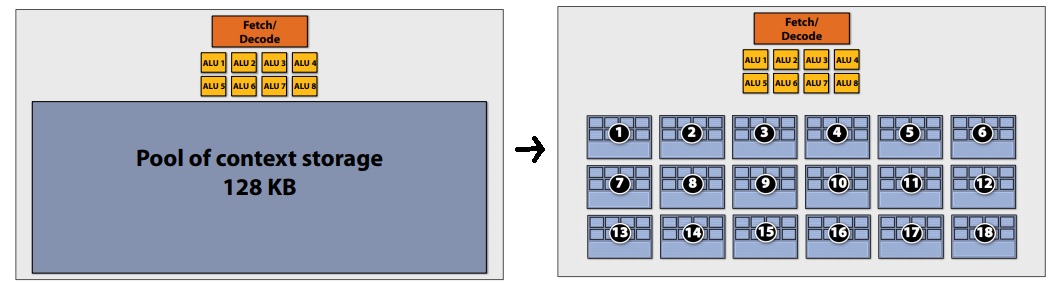 Fetch/
Decode
ALU 1 ALU 2 ALU 3 ALU 4
ALU 5 ALU 6 ALU 7 ALU 8
Pool of context storage
128 KB
Fetch/
Decode
ALU 1 ALU 2 ALU 3 ALU 4
ALU 5 ALU 6 ALU 7 ALU 8
1 2 3 4 5 6
7 8 9 10 11 12
13 14 15 16 17 18